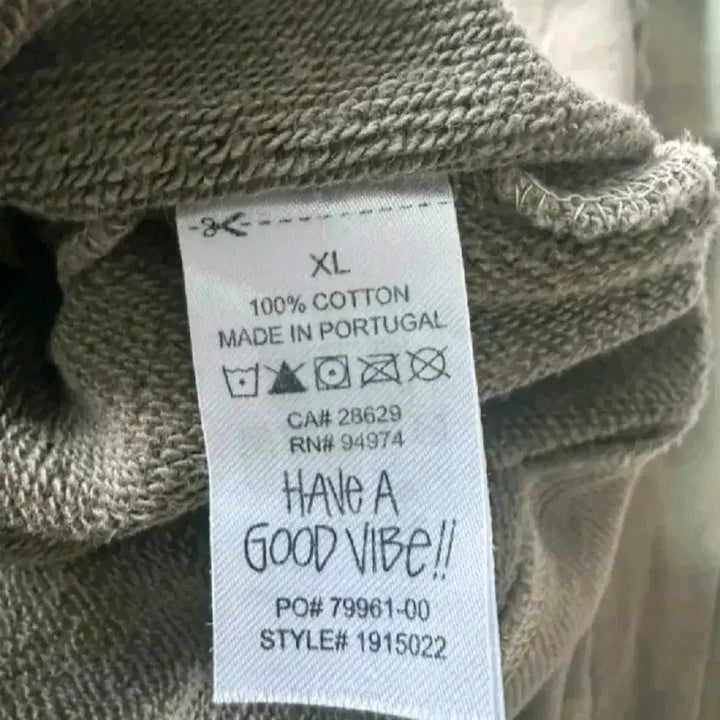 XL
100% COTTON
MADE IN PORTUGAL
CA# 28629
RN# 94974
HAVE A
GOOD VIBE!!
PO# 79961-00
STYLE# 1915022